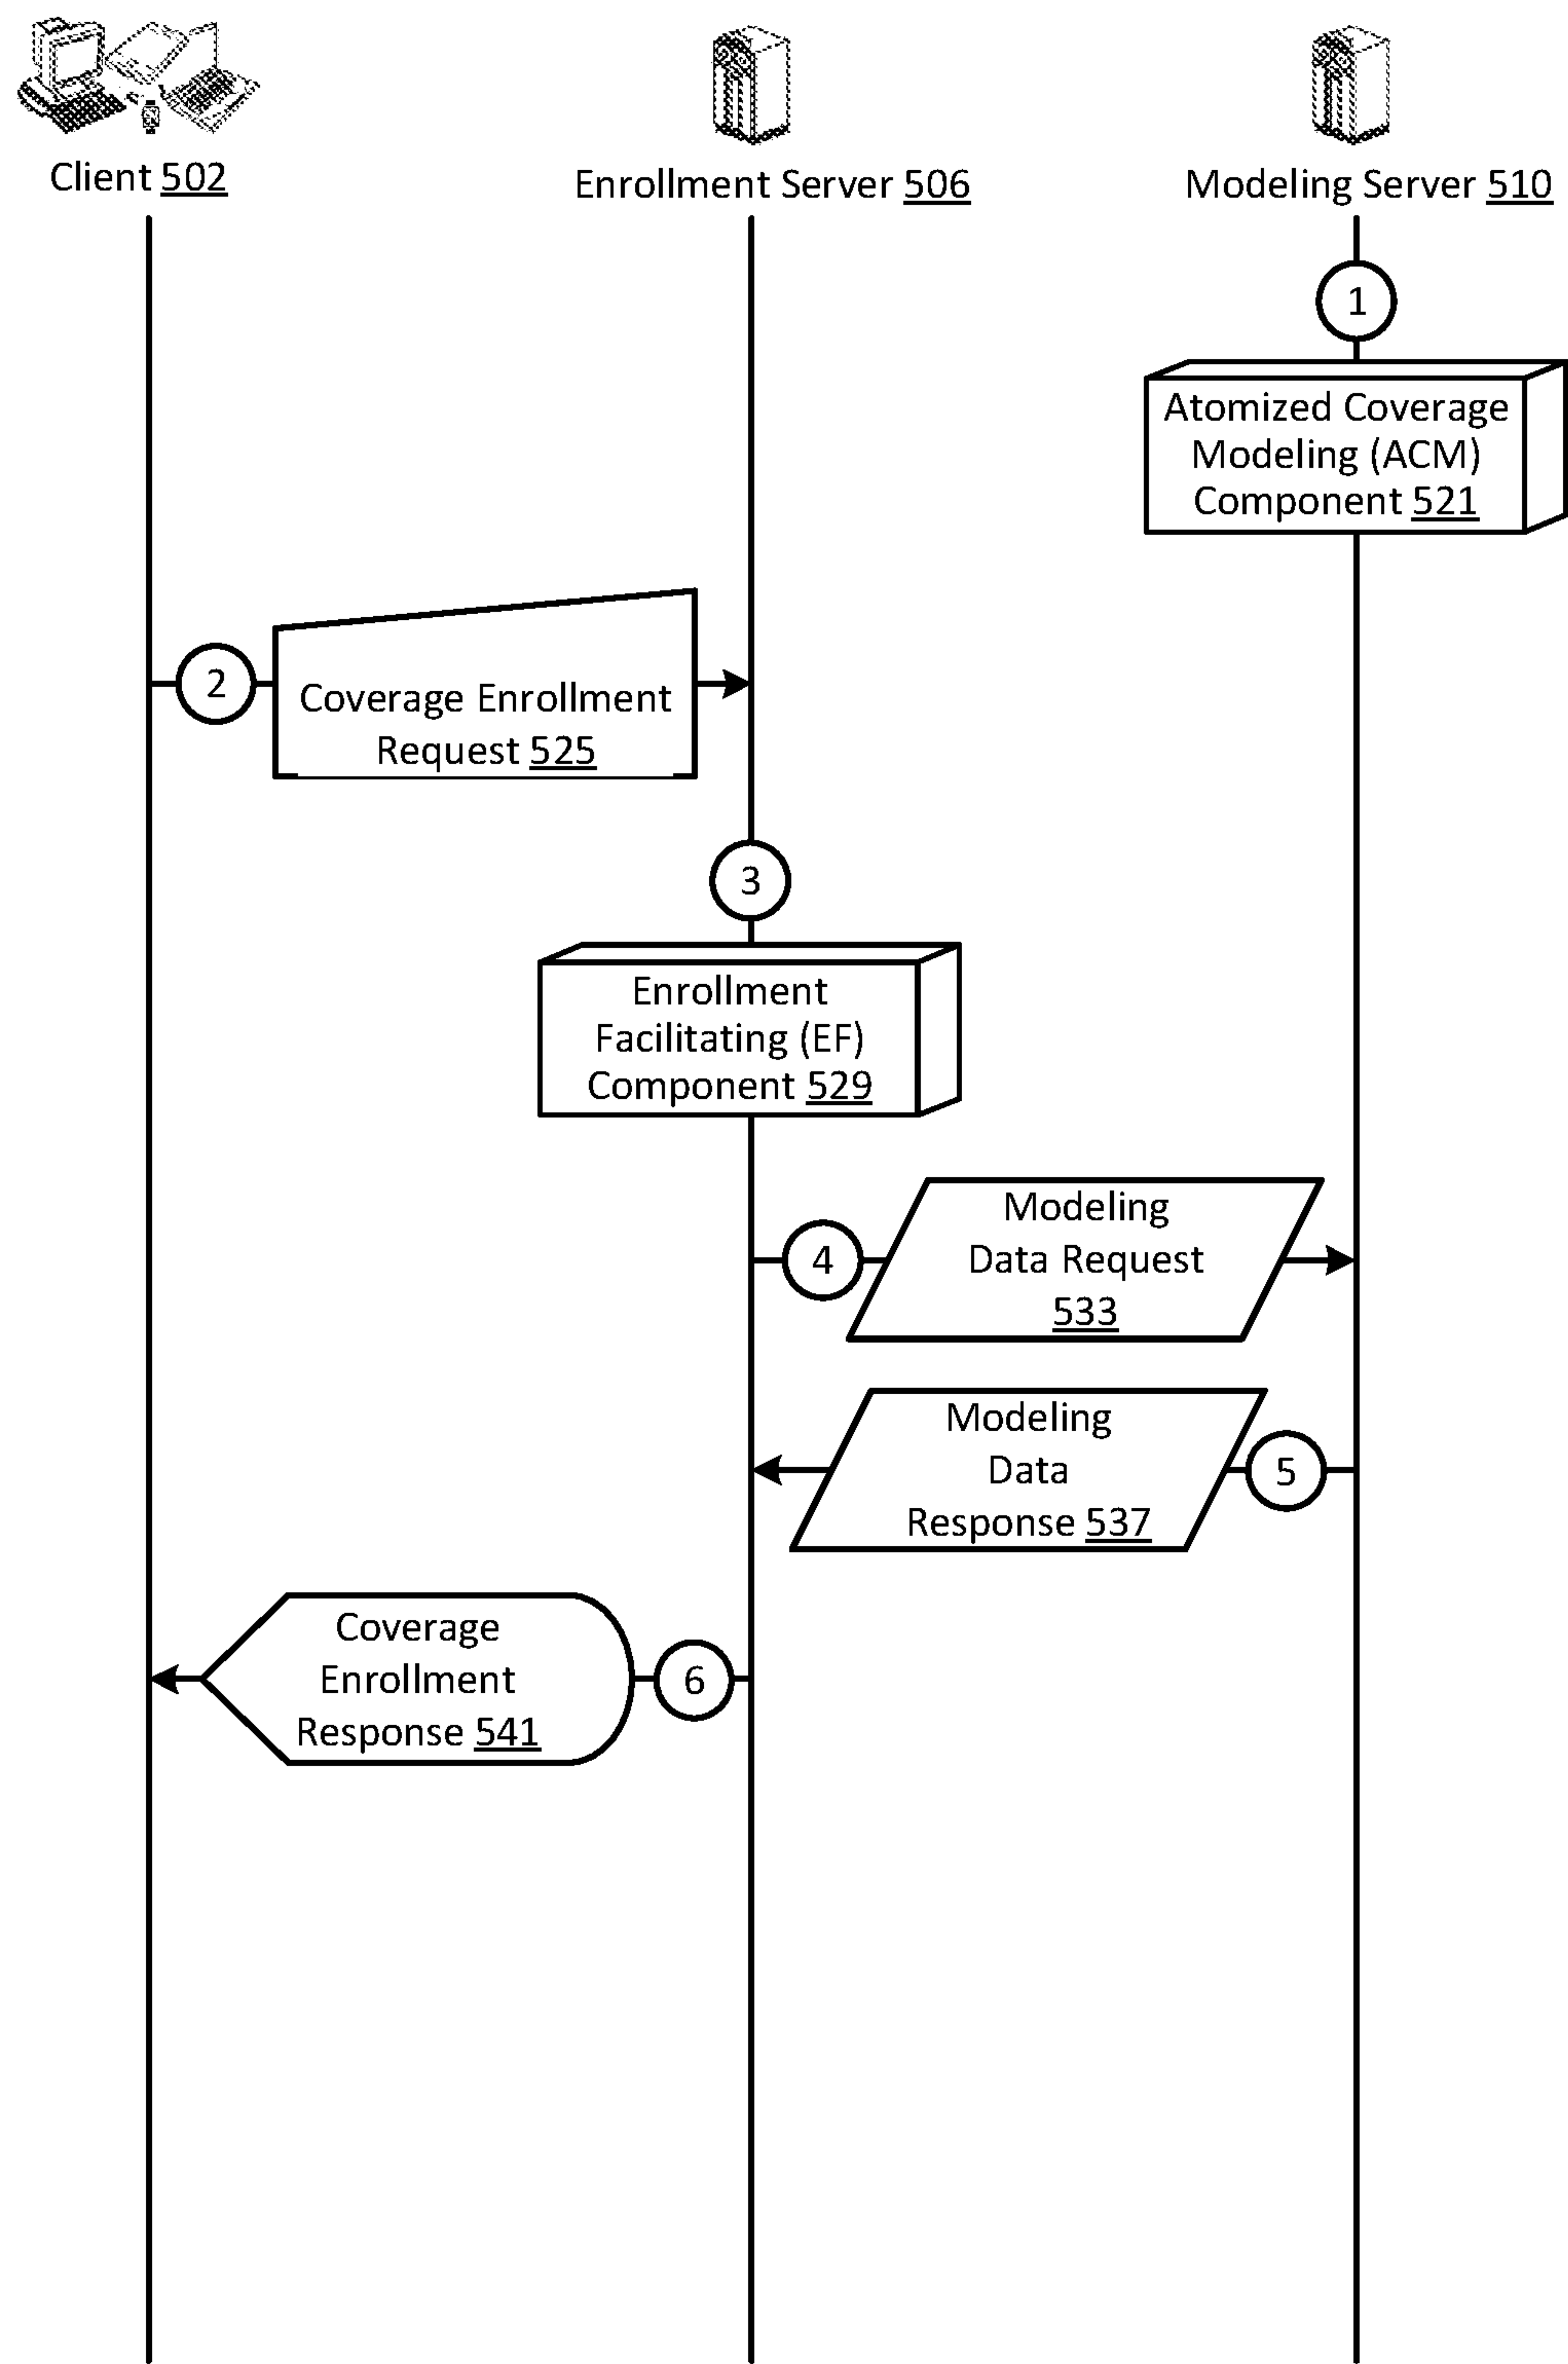 Client 502
Enrollment Server 506
Modeling Server 510
1
Atomized Coverage
Modeling (ACM)
Component 521
2
Coverage Enrollment
Request 525
3
Enrollment
Facilitating (EF)
Component 529
4
Modeling
Data Request
533
5
Modeling
Data
Response 537
6
Coverage
Enrollment
Response 541